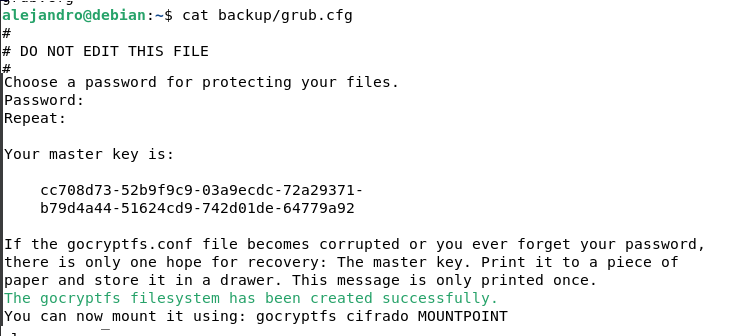 alejandro@debian:~$ cat backup/grub.cfg
#
# DO NOT EDIT THIS FILE
#
Choose a password for protecting your files.
Password:
Repeat:
Your master key is:
cc708d73-52b9f9c9-03a9ecdc-72a29371-
b79d4a44-51624cd9-742d01de-64779a92
If the gocryptfs.conf file becomes corrupted or you ever forget your password,
there is only one hope for recovery: The master key. Print it to a piece of
paper and store it in a drawer. This message is only printed once.
The gocryptfs filesystem has been created successfully.
You can now mount it using: gocryptfs cifrado MOUNTPOINT